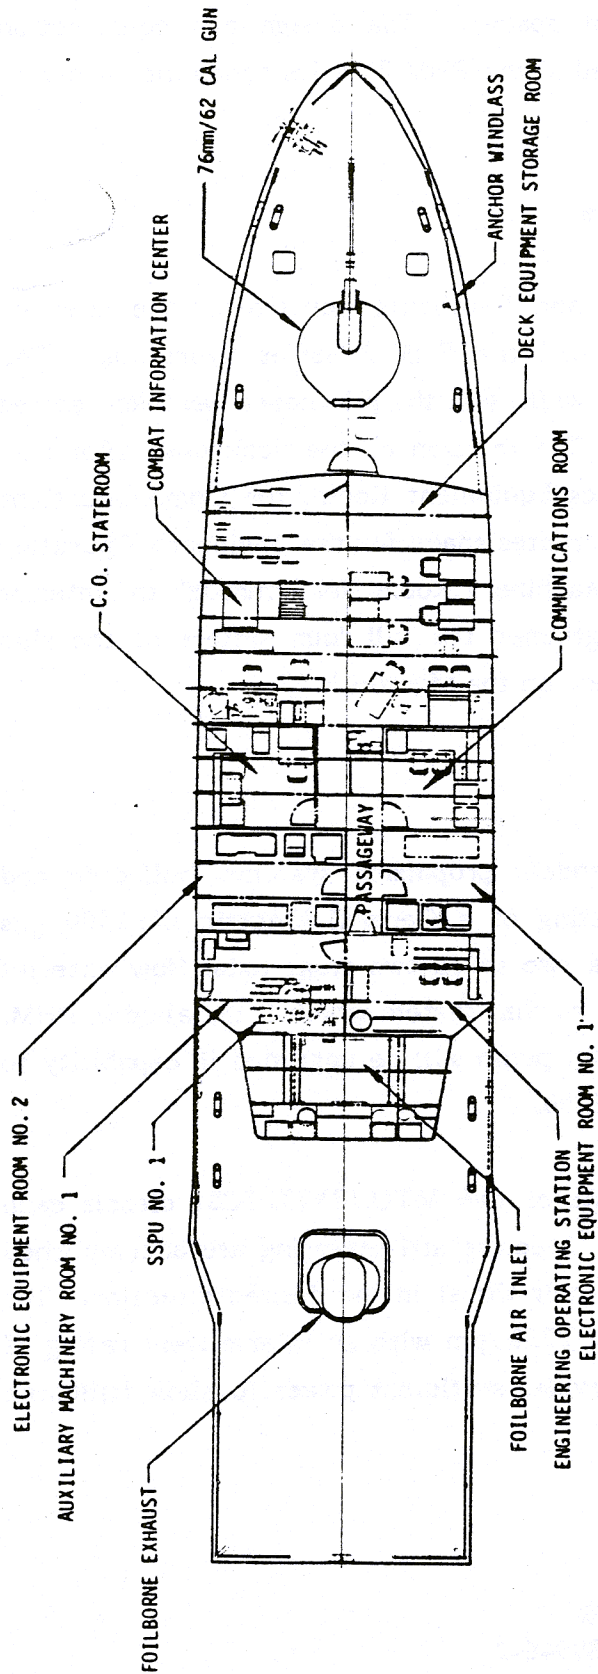 76mm/62 CAL GUN
COMBAT INFORMATION CENTER
C.O. STATEROOM
ELECTRONIC EQUIPMENT ROOM NO. 2
AUXILIARY MACHINERY ROOM NO. 1
SSPU NO. 1
FOILBORNE EXHAUST
PASSAGEWAY
ANCHOR WINDLASS
DECK EQUIPMENT STORAGE ROOM
COMMUNICATIONS ROOM
ELECTRONIC EQUIPMENT ROOM NO. 1
ENGINEERING OPERATING STATION
FOILBORNE AIR INLET